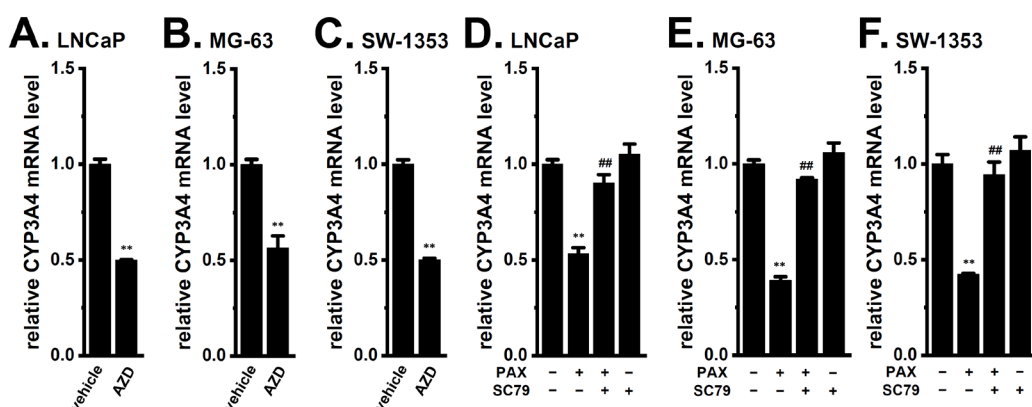 A. LNCaP
B. MG-63
C. SW-1353
D. LNCaP
E. MG-63
F. SW-1353
relative CYP3A4 mRNA level
1.5
1.0
0.5
0.0
**
vehicle
AZD
relative CYP3A4 mRNA level
1.5
1.0
0.5
0.0
**
vehicle
AZD
relative CYP3A4 mRNA level
1.5
1.0
0.5
0.0
**
vehicle
AZD
relative CYP3A4 mRNA level
1.5
1.0
0.5
0.0
**
##
PAX − + + −
SC79 − − + +
relative CYP3A4 mRNA level
1.5
1.0
0.5
0.0
**
##
PAX − + + −
SC79 − − + +
relative CYP3A4 mRNA level
1.5
1.0
0.5
0.0
**
##
PAX − + + −
SC79 − − + +